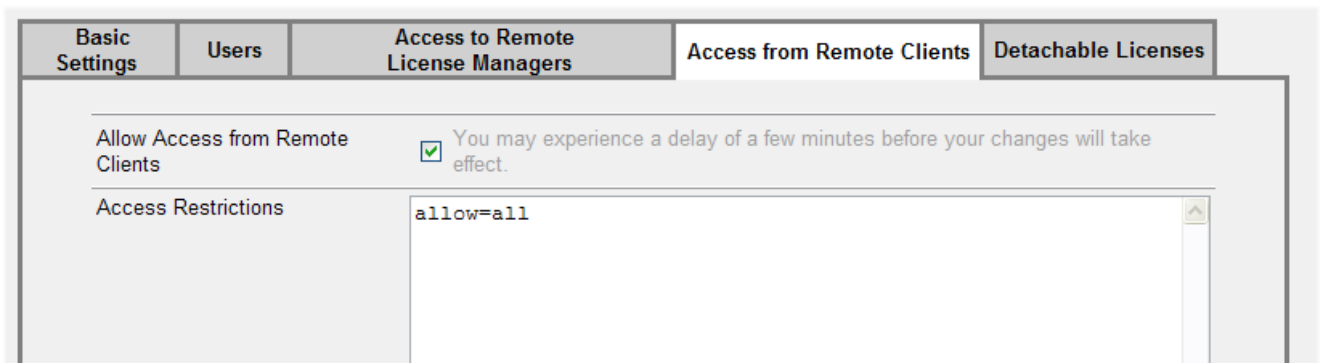 Basic
Settings
Users
Access to Remote
License Managers
Access from Remote Clients
Detachable Licenses
Allow Access from Remote
Clients
You may experience a delay of a few minutes before your changes will take
effect.
Access Restrictions
allow=all